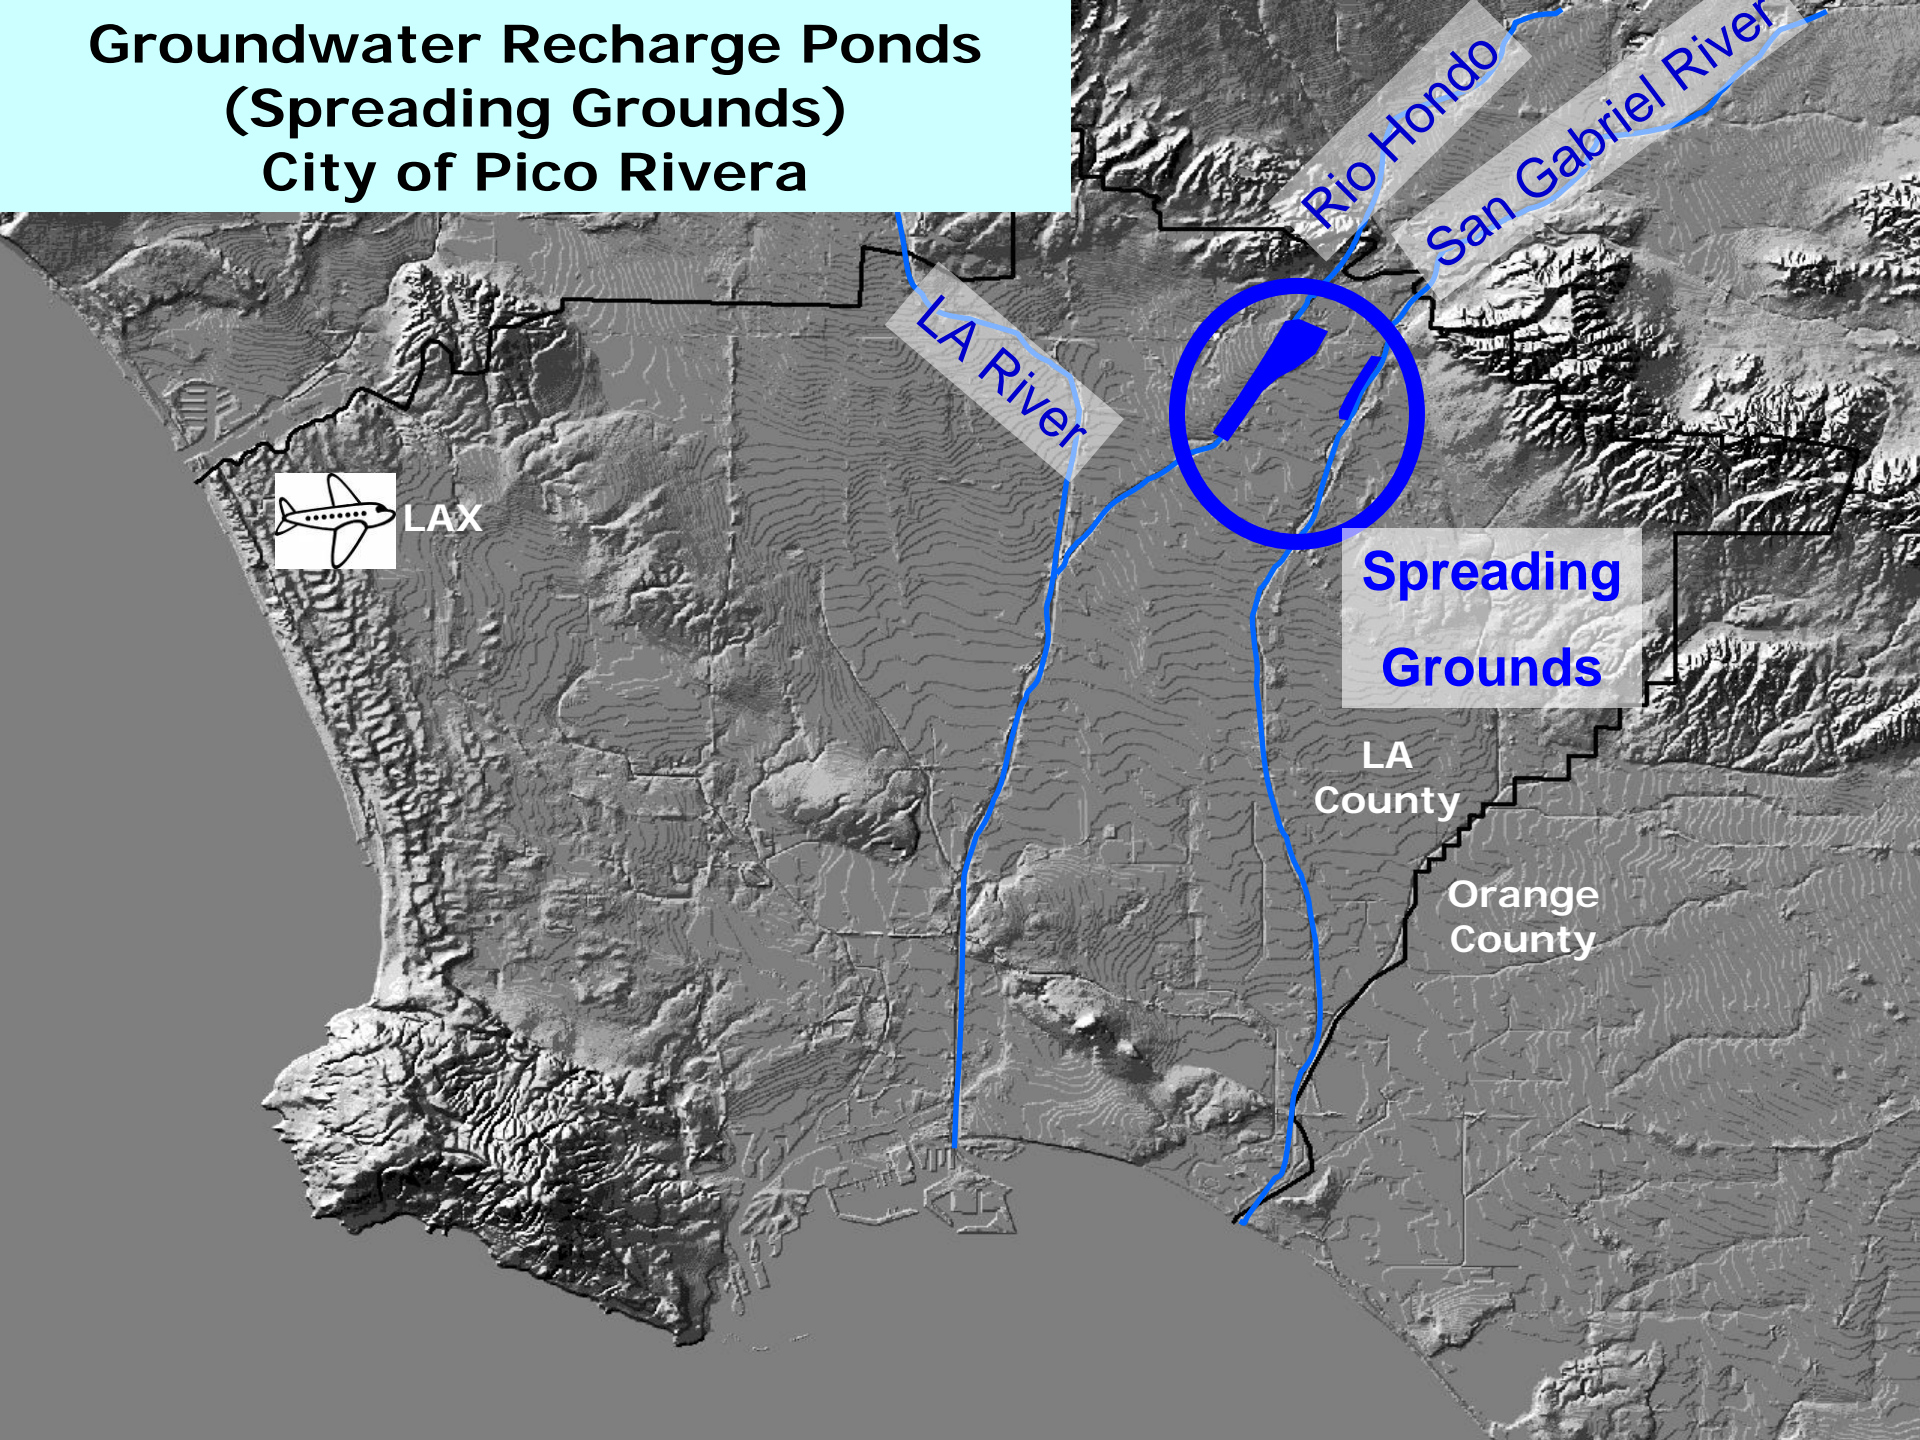 Groundwater Recharge Ponds
(Spreading Grounds)
City of Pico Rivera
Rio Hondo
San Gabriel River
LA River
LAX
Spreading
Grounds
LA
County
Orange
County